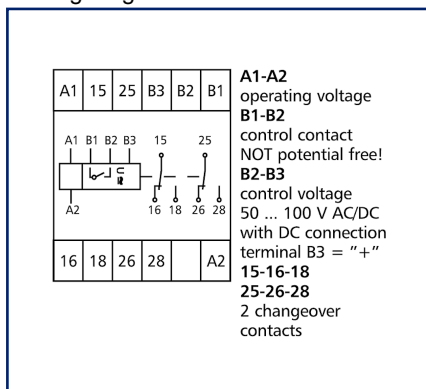 A1 15 25 B3 B2 B1
A1 B1 B2 B3 15 25
A2 16 18 26 28
16 18 26 28 A2
A1-A2
operating voltage
B1-B2
control contact
NOT potential free!
B2-B3
control voltage
50 ... 100 V AC/DC
with DC connection
terminal B3 = "+"
15-16-18
25-26-28
2 changeover
contacts